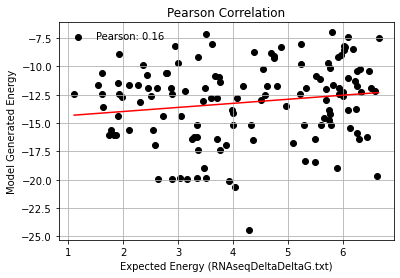 Pearson Correlation
Pearson: 0.16
−7.5
−10.0
−12.5
−15.0
−17.5
−20.0
−22.5
−25.0
Model Generated Energy
1 2 3 4 5 6
Expected Energy (RNAseqDeltaDeltaG.txt)